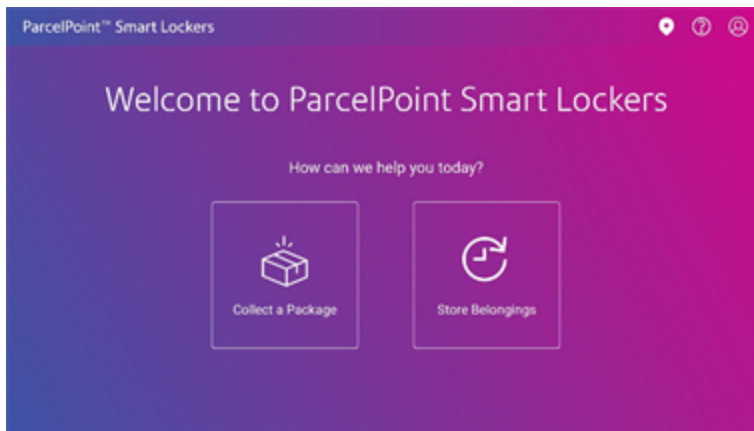 ParcelPoint™ Smart Lockers
Welcome to ParcelPoint Smart Lockers
How can we help you today?
Collect a Package
Store Belongings